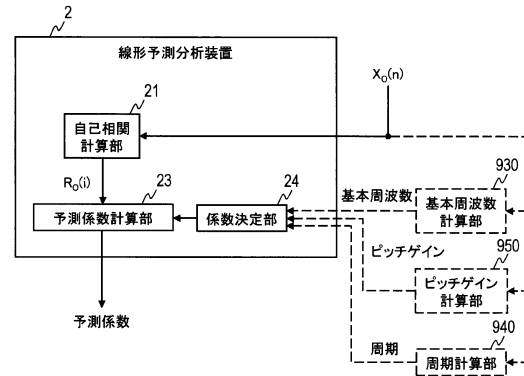 2
線形予測分析装置
X₀(n)
21
自己相関
計算部
R₀(i)
23
予測係数計算部
24
係数決定部
予測係数
基本周波数
930
基本周波数
計算部
ピッチゲイン
950
ピッチゲイン
計算部
周期
940
周期計算部